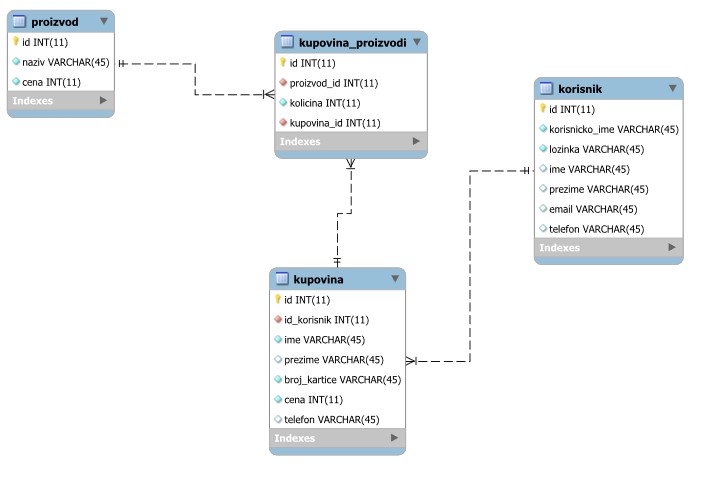 proizvod
id INT(11)
naziv VARCHAR(45)
cena INT(11)
Indexes
kupovina_proizvodi
id INT(11)
proizvod_id INT(11)
kolicina INT(11)
kupovina_id INT(11)
Indexes
korisnik
id INT(11)
korisnicko_ime VARCHAR(45)
lozinka VARCHAR(45)
ime VARCHAR(45)
prezime VARCHAR(45)
email VARCHAR(45)
telefon VARCHAR(45)
Indexes
kupovina
id INT(11)
id_korisnik INT(11)
ime VARCHAR(45)
prezime VARCHAR(45)
broj_kartice VARCHAR(45)
cena INT(11)
telefon VARCHAR(45)
Indexes